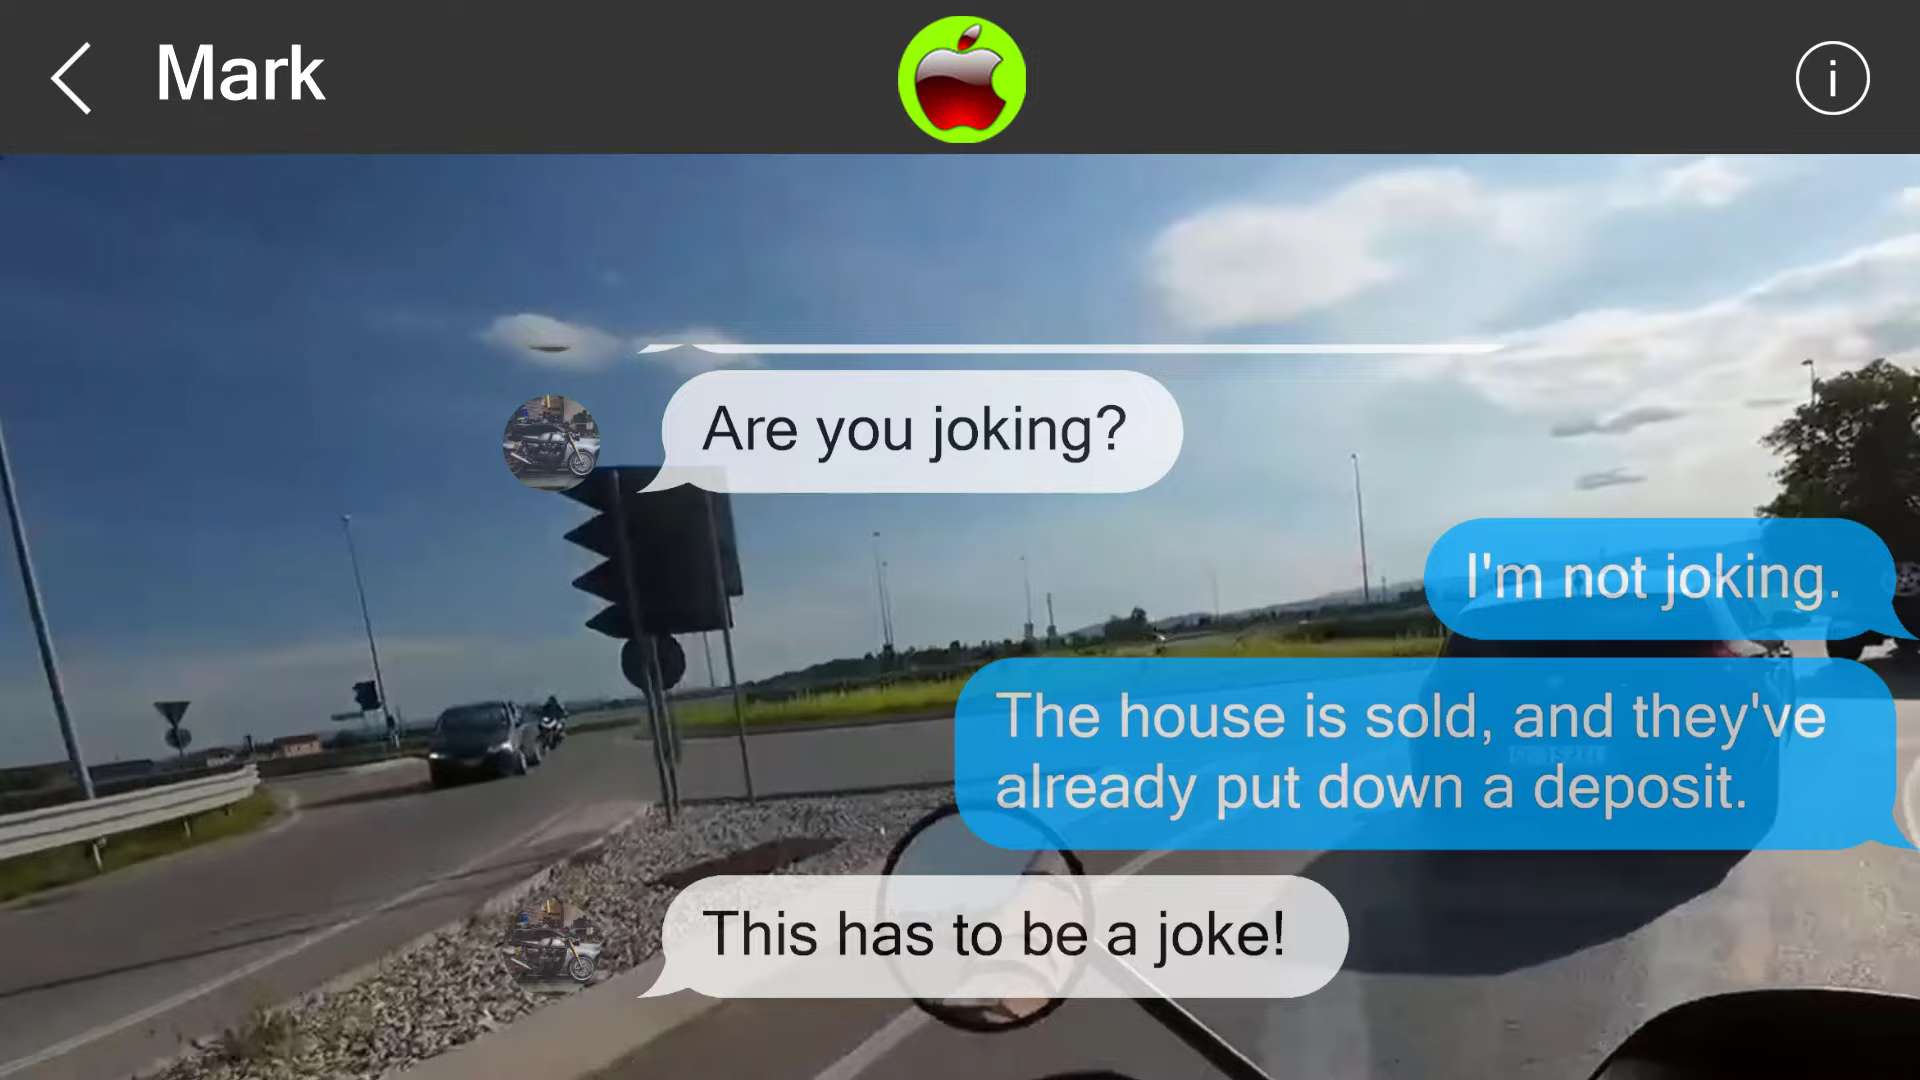 Mark
Are you joking?
I'm not joking.
The house is sold, and they've
already put down a deposit.
This has to be a joke!